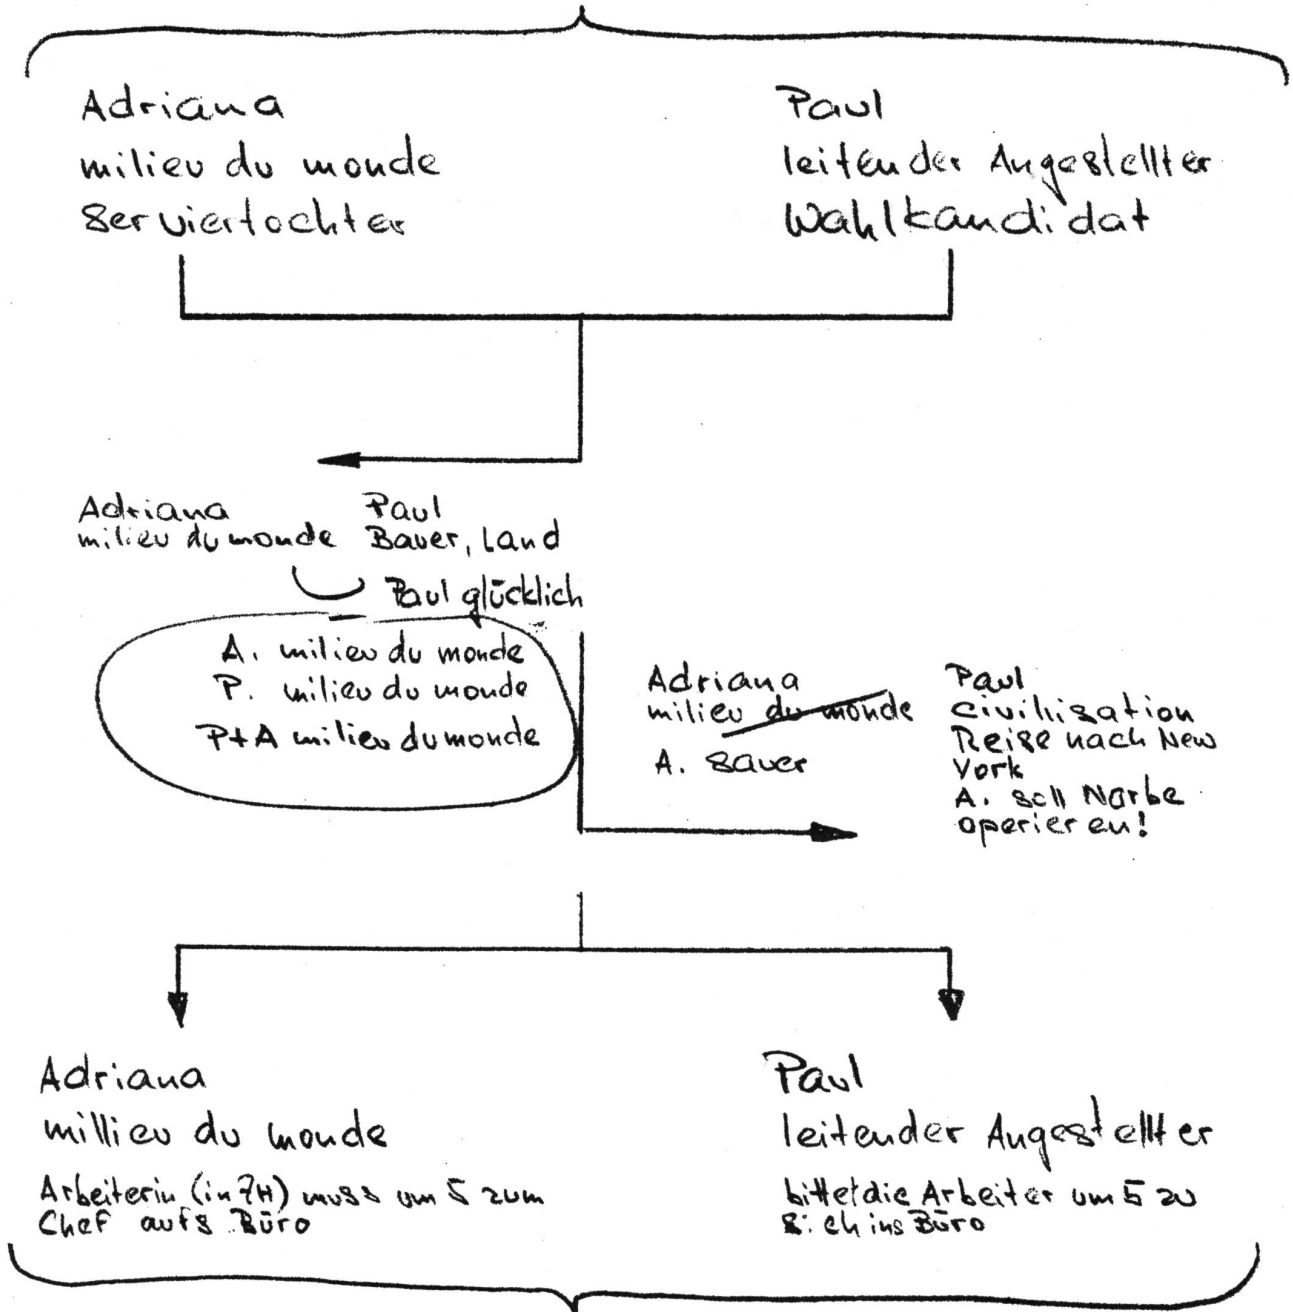 Adriana
milieu du monde
Serviertochter
Paul
leitender Angestellter
Wahlkandidat
Adriana
milieu du monde
Paul
Bauer, Land
Paul glücklich
A. milieu du monde
P. milieu du monde
P+A milieu du monde
Adriana
milieu du monde
A. sauer
Paul
civilisation
Reise nach New
York
A. soll Narbe
operieren!
Adriana
millieu du monde
Arbeiterin (in ZH) muss um 5 zum
Chef aufs Büro
Paul
leitender Angestellter
bittet die Arbeiter um 5 zu
sich ins Büro